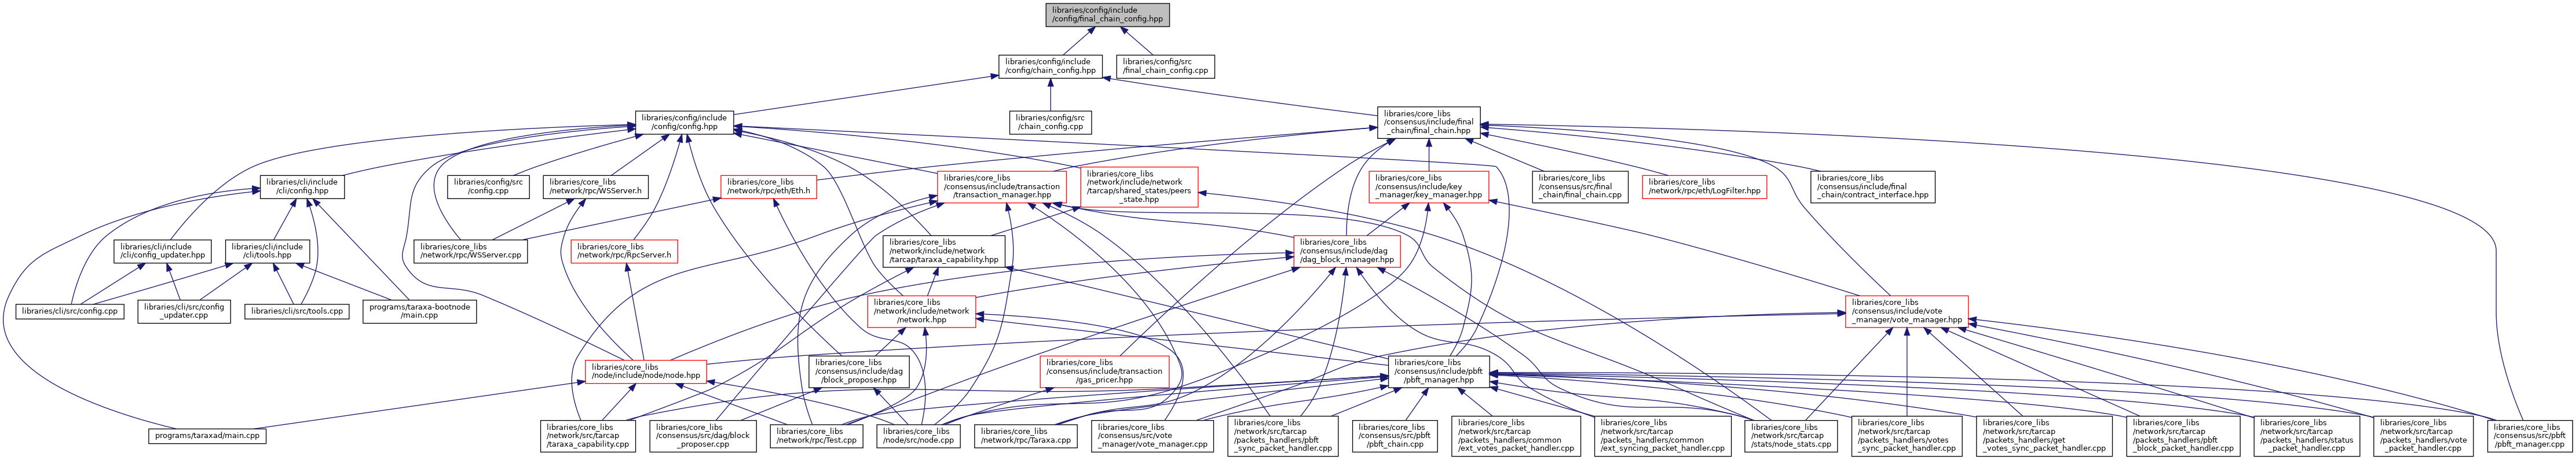 libraries/config/include
/config/final_chain_config.hpp
libraries/config/include
/config/chain_config.hpp
libraries/config/src
/final_chain_config.cpp
libraries/config/include
/config/config.hpp
libraries/config/src
/chain_config.cpp
libraries/core_libs
/consensus/include/final
_chain/final_chain.hpp
libraries/cli/include
/cli/config.hpp
libraries/config/src
/config.cpp
libraries/core_libs
/network/rpc/WSServer.h
libraries/core_libs
/network/rpc/eth/Eth.h
libraries/core_libs
/consensus/include/transaction
/transaction_manager.hpp
libraries/core_libs
/network/include/network
/tarcap/shared_states/peers
_state.hpp
libraries/core_libs
/consensus/include/key
_manager/key_manager.hpp
libraries/core_libs
/consensus/src/final
_chain/final_chain.cpp
libraries/core_libs
/network/rpc/eth/LogFilter.hpp
libraries/core_libs
/consensus/include/final
_chain/contract_interface.hpp
libraries/cli/include
/cli/config_updater.hpp
libraries/cli/include
/cli/tools.hpp
libraries/core_libs
/network/rpc/WSServer.cpp
libraries/core_libs
/network/rpc/RpcServer.h
libraries/core_libs
/network/include/network
/tarcap/taraxa_capability.hpp
libraries/core_libs
/consensus/include/dag
/dag_block_manager.hpp
libraries/cli/src/config.cpp
libraries/cli/src/config
_updater.cpp
libraries/cli/src/tools.cpp
programs/taraxa-bootnode
/main.cpp
libraries/core_libs
/network/include/network
/network.hpp
libraries/core_libs
/consensus/include/vote
_manager/vote_manager.hpp
libraries/core_libs
/node/include/node/node.hpp
libraries/core_libs
/consensus/include/dag
/block_proposer.hpp
libraries/core_libs
/consensus/include/transaction
/gas_pricer.hpp
libraries/core_libs
/consensus/include/pbft
/pbft_manager.hpp
programs/taraxad/main.cpp
libraries/core_libs
/network/src/tarcap
/taraxa_capability.cpp
libraries/core_libs
/consensus/src/dag/block
_proposer.cpp
libraries/core_libs
/network/rpc/Test.cpp
libraries/core_libs
/node/src/node.cpp
libraries/core_libs
/network/rpc/Taraxa.cpp
libraries/core_libs
/consensus/src/vote
_manager/vote_manager.cpp
libraries/core_libs
/network/src/tarcap
/packets_handlers/pbft
_sync_packet_handler.cpp
libraries/core_libs
/consensus/src/pbft
/pbft_chain.cpp
libraries/core_libs
/network/src/tarcap
/packets_handlers/common
/ext_votes_packet_handler.cpp
libraries/core_libs
/network/src/tarcap
/packets_handlers/common
/ext_syncing_packet_handler.cpp
libraries/core_libs
/network/src/tarcap
/stats/node_stats.cpp
libraries/core_libs
/network/src/tarcap
/packets_handlers/votes
_sync_packet_handler.cpp
libraries/core_libs
/network/src/tarcap
/packets_handlers/get
_votes_sync_packet_handler.cpp
libraries/core_libs
/network/src/tarcap
/packets_handlers/pbft
_block_packet_handler.cpp
libraries/core_libs
/network/src/tarcap
/packets_handlers/status
_packet_handler.cpp
libraries/core_libs
/network/src/tarcap
/packets_handlers/vote
_packet_handler.cpp
libraries/core_libs
/consensus/src/pbft
/pbft_manager.cpp